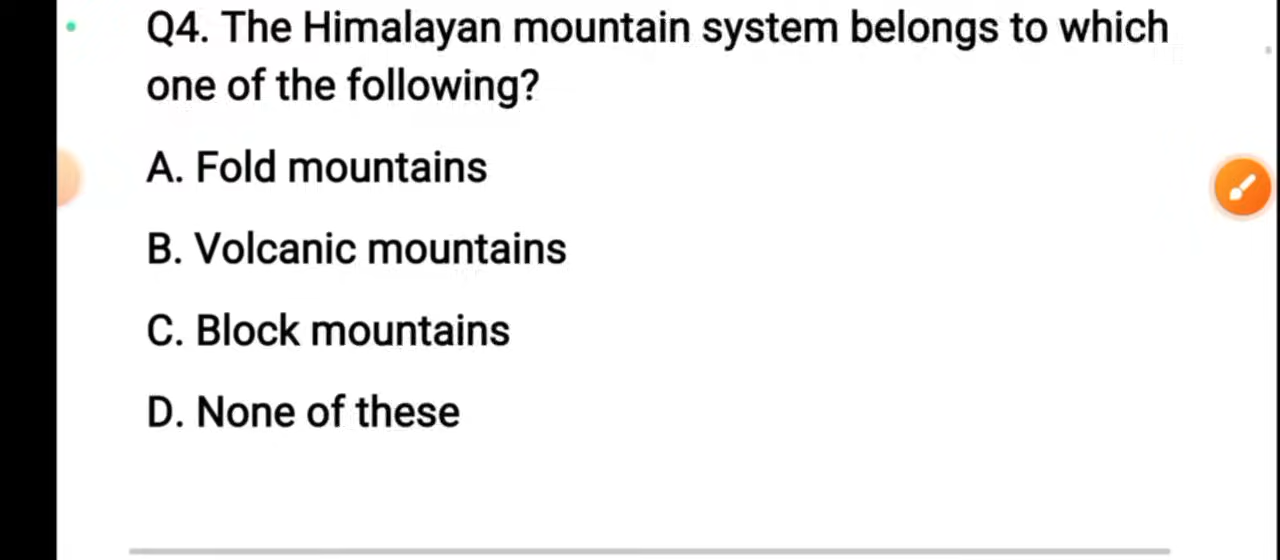 Q4. The Himalayan mountain system belongs to which
one of the following?
A. Fold mountains
B. Volcanic mountains
C. Block mountains
D. None of these